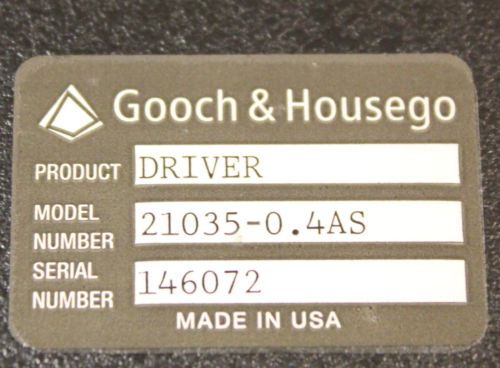 Gooch & Housego
PRODUCT DRIVER
MODEL NUMBER 21035-0.4AS
SERIAL NUMBER 146072
MADE IN USA